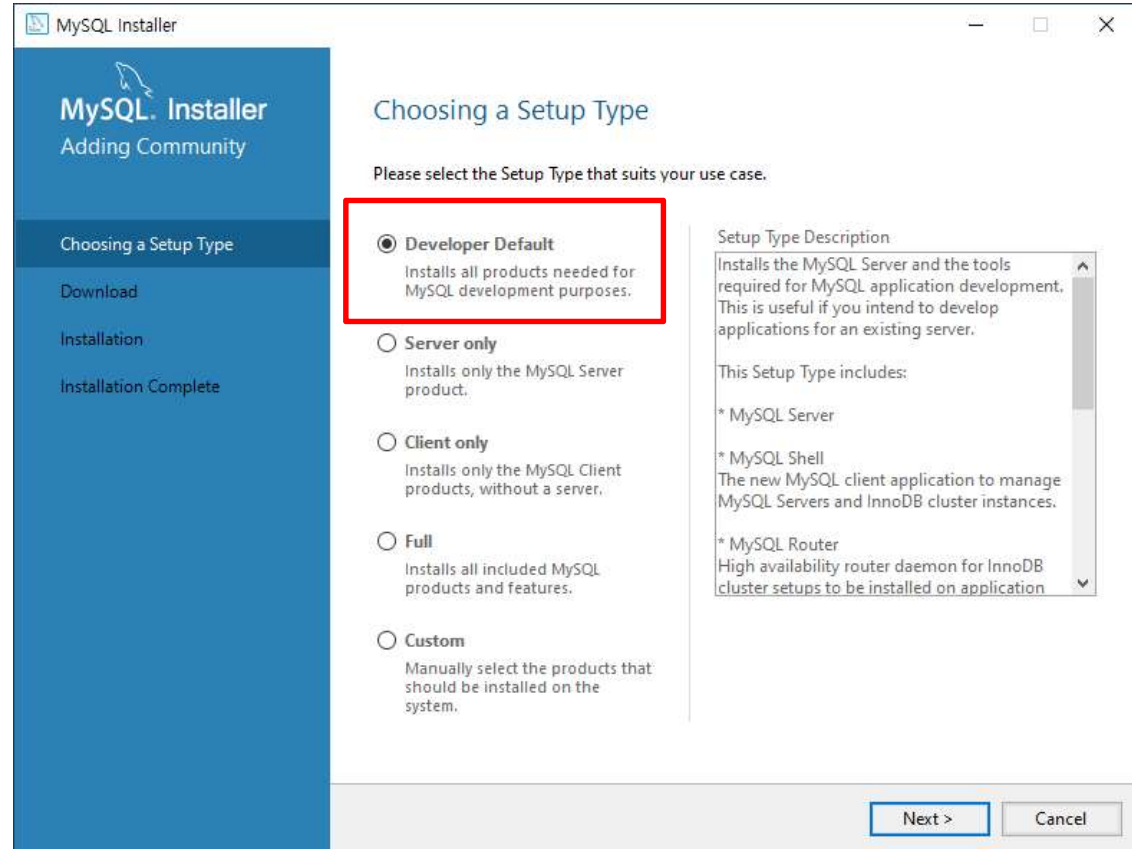 MySQL Installer
MySQL. Installer
Adding Community
Choosing a Setup Type
Download
Installation
Installation Complete
Choosing a Setup Type
Please select the Setup Type that suits your use case.
Developer Default
Installs all products needed for
MySQL development purposes.
Server only
Installs only the MySQL Server
product.
Client only
Installs only the MySQL Client
products, without a server.
Full
Installs all included MySQL
products and features.
Custom
Manually select the products that
should be installed on the
system.
Setup Type Description
Installs the MySQL Server and the tools
required for MySQL application development.
This is useful if you intend to develop
applications for an existing server.
This Setup Type includes:
* MySQL Server
* MySQL Shell
The new MySQL client application to manage
MySQL Servers and InnoDB cluster instances.
* MySQL Router
High availability router daemon for InnoDB
cluster setups to be installed on application
Next >
Cancel